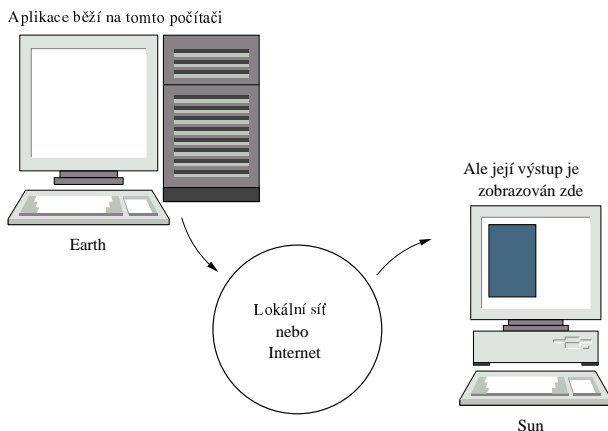 Aplikace běží na tomto počítači
Earth
Lokální síť
nebo
Internet
Ale její výstup je
zobrazován zde
Sun